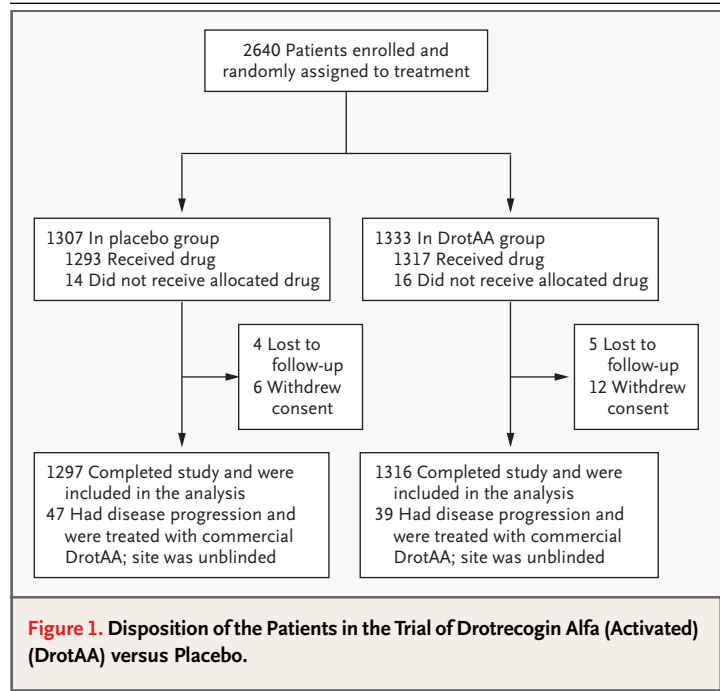 2640 Patients enrolled and
randomly assigned to treatment
1307 In placebo group
1293 Received drug
14 Did not receive allocated drug
1333 In DrotAA group
1317 Received drug
16 Did not receive allocated drug
4 Lost to
follow-up
6 Withdrew
consent
5 Lost to
follow-up
12 Withdrew
consent
1297 Completed study and were
included in the analysis
47 Had disease progression and
were treated with commercial
DrotAA; site was unblinded
1316 Completed study and were
included in the analysis
39 Had disease progression and
were treated with commercial
DrotAA; site was unblinded
Figure 1. Disposition of the Patients in the Trial of Drotrecogin Alfa (Activated)
(DrotAA) versus Placebo.